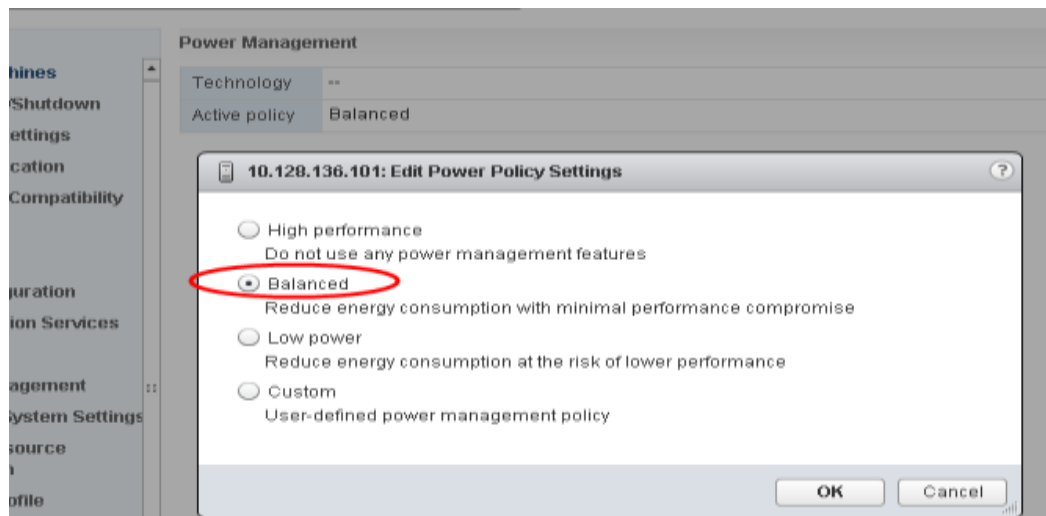 Power Management
hines
Technology --
/Shutdown
Active policy Balanced
ettings
cation
Compatibility
10.128.136.101: Edit Power Policy Settings ?
High performance
Do not use any power management features
Balanced
Reduce energy consumption with minimal performance compromise
Low power
Reduce energy consumption at the risk of lower performance
Custom
User-defined power management policy
uration
ion Services
agement
System Settings
source
ofile
OK Cancel